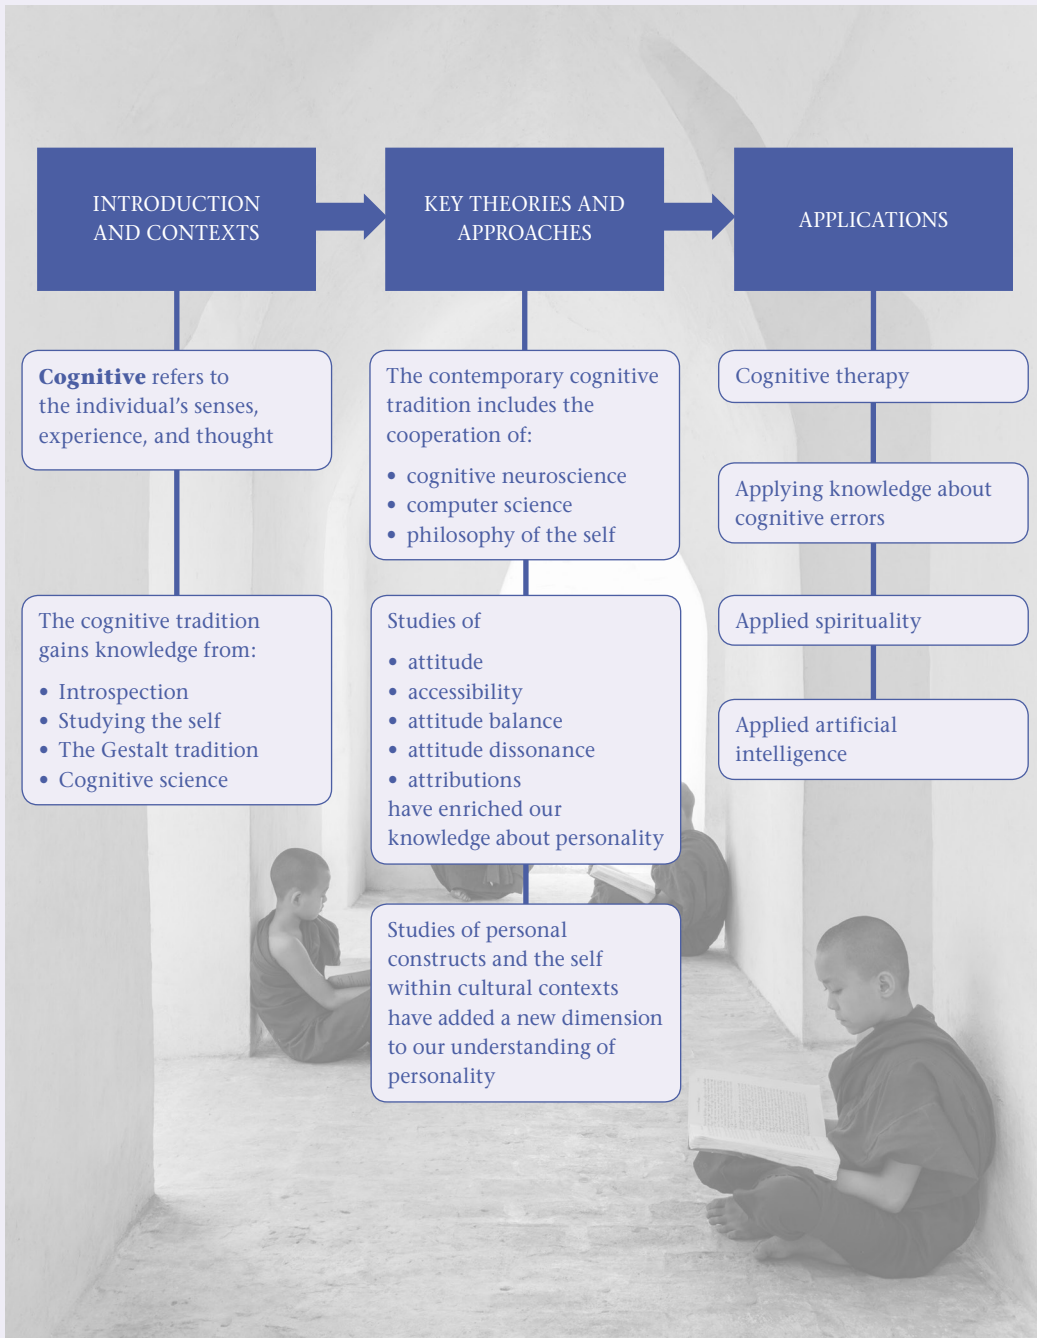 INTRODUCTION
AND CONTEXTS
KEY THEORIES AND
APPROACHES
APPLICATIONS
Cognitive refers to
the individual’s senses,
experience, and thought
The cognitive tradition
gains knowledge from:
• Introspection
• Studying the self
• The Gestalt tradition
• Cognitive science
The contemporary cognitive
tradition includes the
cooperation of:
• cognitive neuroscience
• computer science
• philosophy of the self
Studies of
• attitude
• accessibility
• attitude balance
• attitude dissonance
• attributions
have enriched our
knowledge about personality
Studies of personal
constructs and the self
within cultural contexts
have added a new dimension
to our understanding of
personality
Cognitive therapy
Applying knowledge about
cognitive errors
Applied spirituality
Applied artificial
intelligence